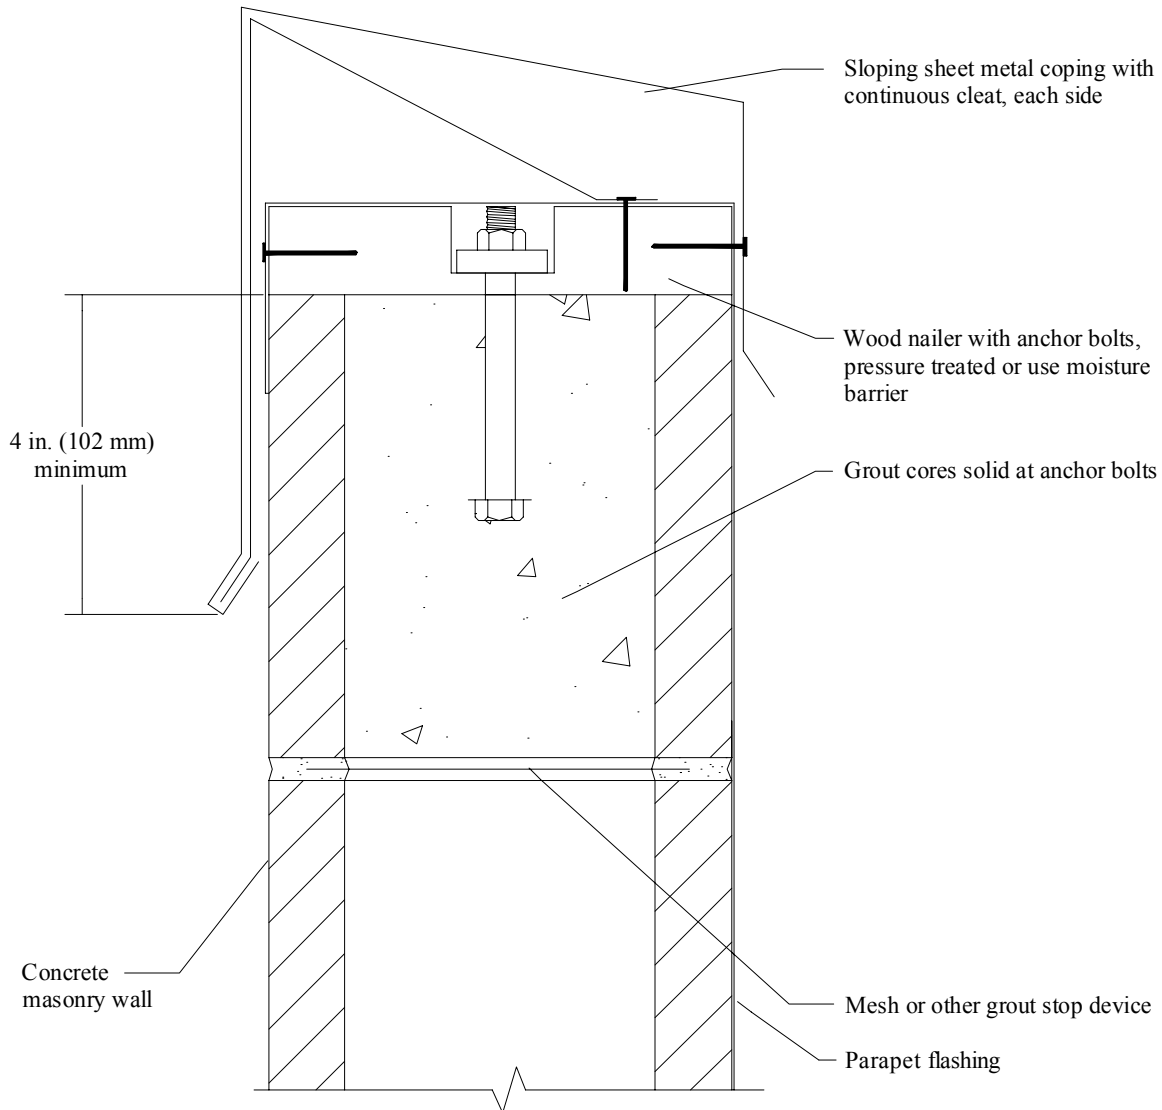 Sloping sheet metal coping with
continuous cleat, each side
Wood nailer with anchor bolts,
pressure treated or use moisture
barrier
4 in. (102 mm)
minimum
Grout cores solid at anchor bolts
Concrete
masonry wall
Mesh or other grout stop device
Parapet flashing